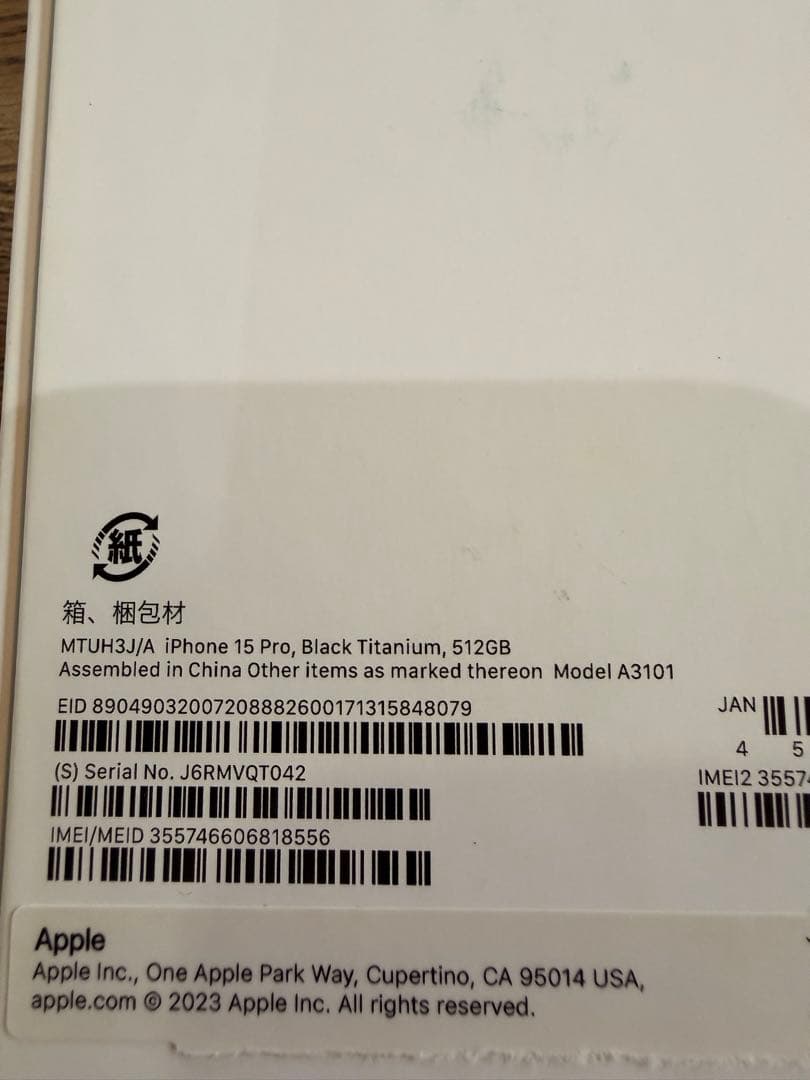 紙
箱、梱包材
MTUH3J/A iPhone 15 Pro, Black Titanium, 512GB
Assembled in China Other items as marked thereon Model A3101
EID 89049032007208882600171315848079
JAN
4 5
(S) Serial No. J6RMVQT042
IMEI2 3557
IMEI/MEID 355746606818556
Apple
Apple Inc., One Apple Park Way, Cupertino, CA 95014 USA,
apple.com © 2023 Apple Inc. All rights reserved.